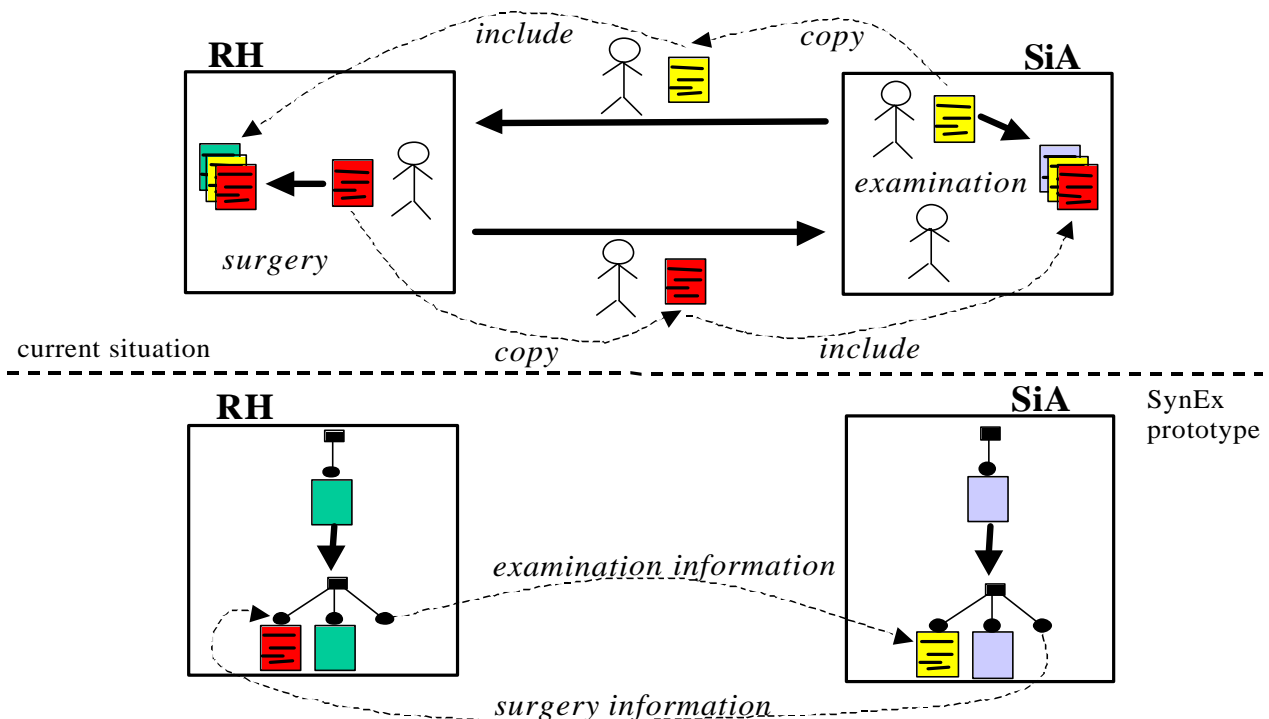 include
copy
RH
SiA
examination
surgery
current situation
copy
include
RH
SiA
SynEx
prototype
examination information
surgery information